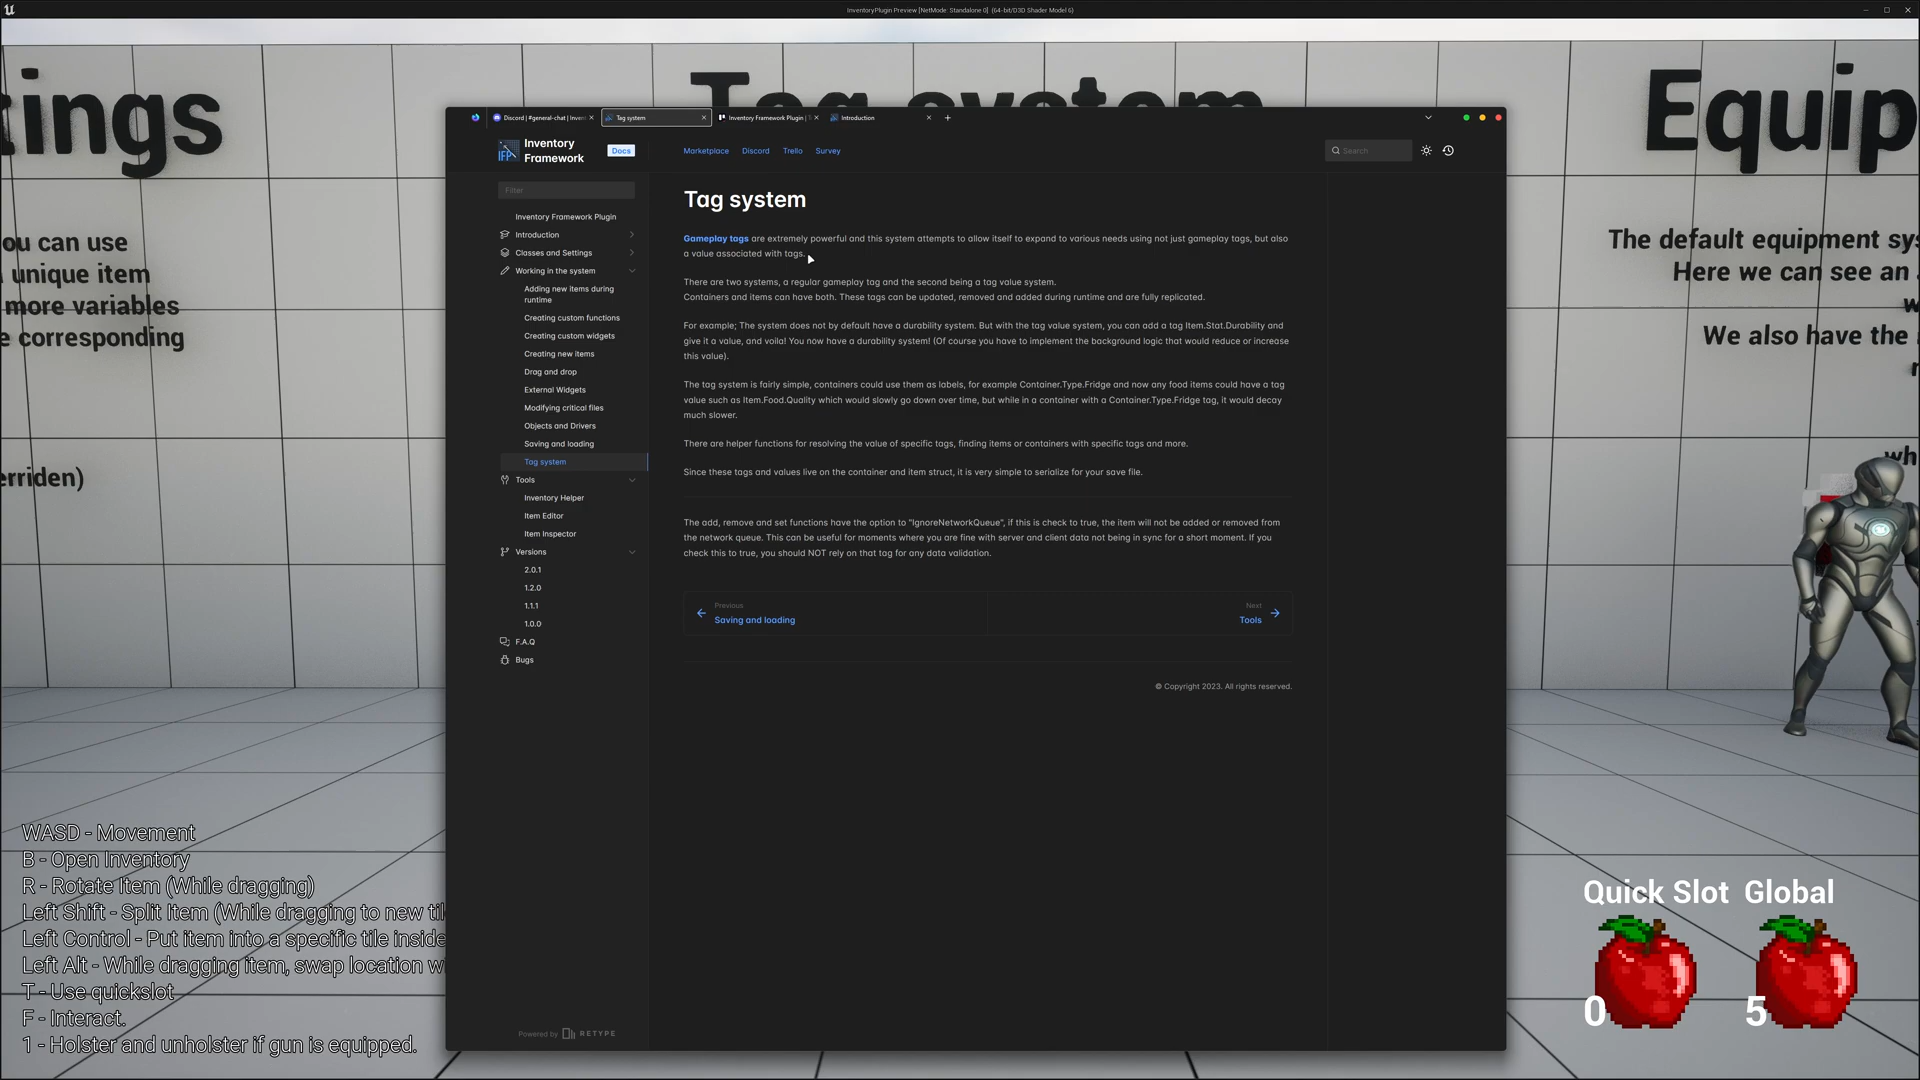 InventoryPlugin Preview [NetMode: Standalone 0] (64-bit/D3D Shader Model 6)
tings
Tag system
Equip
ou can use
unique item
more variables
e corresponding
erriden)
The default equipment sys
Here we can see an
w
We also have the
wh
Discord | #general-chat | Inven
Tag system
Inventory Framework Plugin |
Introduction
Inventory
Framework
Docs
Marketplace
Discord
Trello
Survey
Search
Filter
Inventory Framework Plugin
Introduction
Classes and Settings
Working in the system
Adding new items during
runtime
Creating custom functions
Creating custom widgets
Creating new items
Drag and drop
External Widgets
Modifying critical files
Objects and Drivers
Saving and loading
Tag system
Tools
Inventory Helper
Item Editor
Item Inspector
Versions
2.0.1
1.2.0
1.1.1
1.0.0
F.A.Q
Bugs
Powered by RETYPE
Tag system
Gameplay tags are extremely powerful and this system attempts to allow itself to expand to various needs using not just gameplay tags, but also
a value associated with tags.
There are two systems, a regular gameplay tag and the second being a tag value system.
Containers and items can have both. These tags can be updated, removed and added during runtime and are fully replicated.
For example; The system does not by default have a durability system. But with the tag value system, you can add a tag Item.Stat.Durability and
give it a value, and voila! You now have a durability system! (Of course you have to implement the background logic that would reduce or increase
this value).
The tag system is fairly simple, containers could use them as labels, for example Container.Type.Fridge and now any food items could have a tag
value such as Item.Food.Quality which would slowly go down over time, but while in a container with a Container.Type.Fridge tag, it would decay
much slower.
There are helper functions for resolving the value of specific tags, finding items or containers with specific tags and more.
Since these tags and values live on the container and item struct, it is very simple to serialize for your save file.
The add, remove and set functions have the option to "IgnoreNetworkQueue", if this is check to true, the item will not be added or removed from
the network queue. This can be useful for moments where you are fine with server and client data not being in sync for a short moment. If you
check this to true, you should NOT rely on that tag for any data validation.
Previous
Saving and loading
Next
Tools
© Copyright 2023. All rights reserved.
WASD - Movement
B - Open Inventory
R - Rotate Item (While dragging)
Left Shift - Split Item (While dragging to new til
Left Control - Put item into a specific tile inside
Left Alt - While dragging item, swap location w
T - Use quickslot
F - Interact.
1 - Holster and unholster if gun is equipped.
Quick Slot
Global
0
5